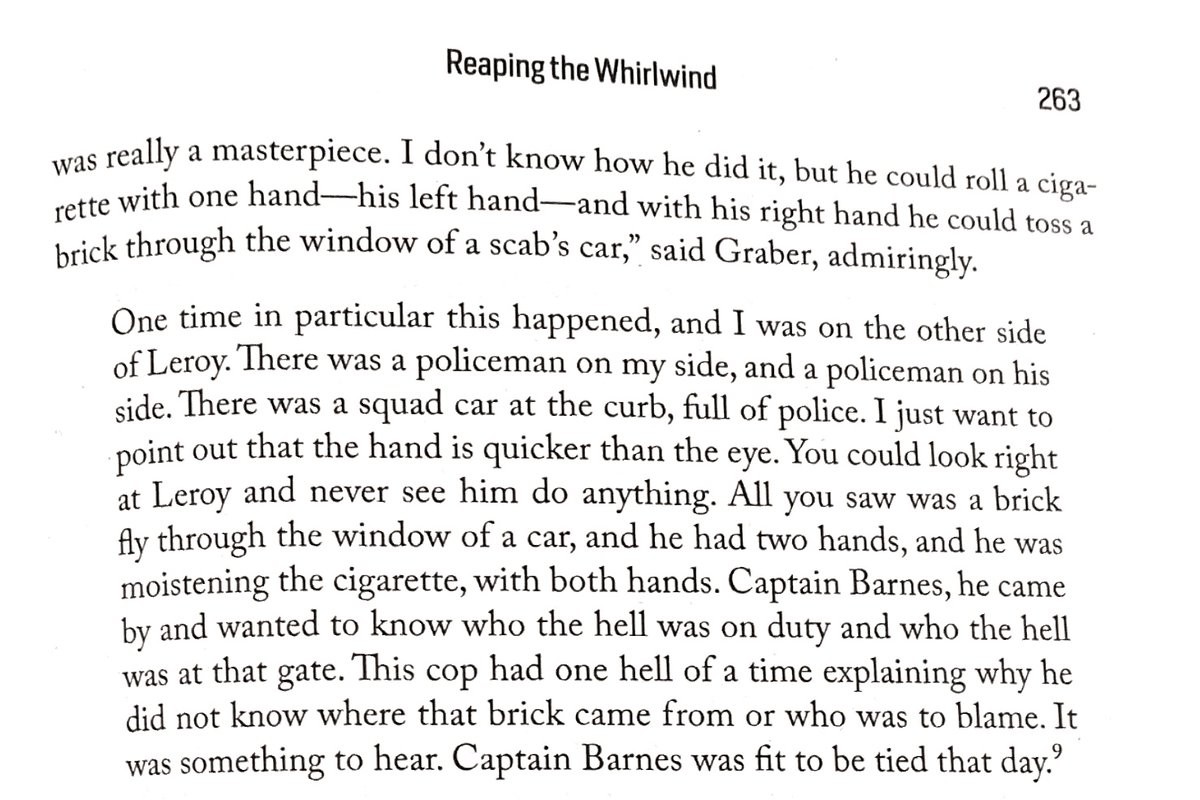 Reaping the Whirlwind
263
was really a masterpiece. I don’t know how he did it, but he could roll a ciga-
rette with one hand—his left hand—and with his right hand he could toss a
brick through the window of a scab’s car,” said Graber, admiringly.
One time in particular this happened, and I was on the other side
of Leroy. There was a policeman on my side, and a policeman on his
side. There was a squad car at the curb, full of police. I just want to
point out that the hand is quicker than the eye. You could look right
at Leroy and never see him do anything. All you saw was a brick
fly through the window of a car, and he had two hands, and he was
moistening the cigarette, with both hands. Captain Barnes, he came
by and wanted to know who the hell was on duty and who the hell
was at that gate. This cop had one hell of a time explaining why he
did not know where that brick came from or who was to blame. It
was something to hear. Captain Barnes was fit to be tied that day.⁹